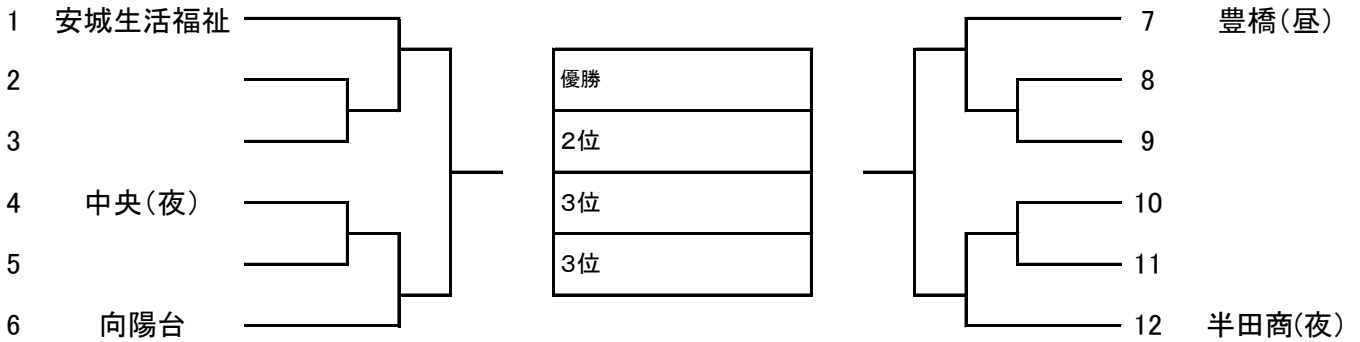 1 安城生活福祉
2
3
4 中央(夜)
5
6 向陽台
優勝
2位
3位
3位
7 豊橋(昼)
8
9
10
11
12 半田商(夜)